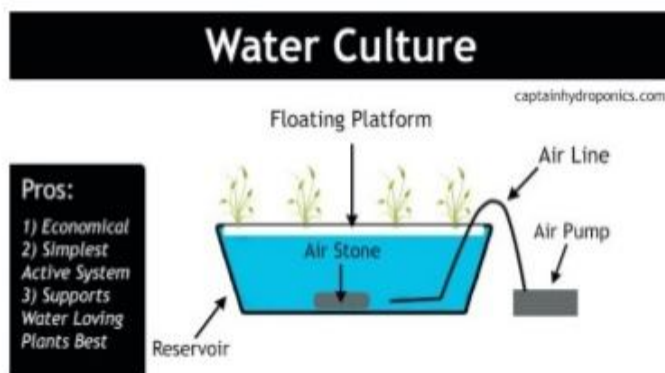 Water Culture
captainhydroponics.com
Floating Platform
Air Line
Pros:
1) Economical
2) Simplest
Active System
3) Supports
Water Loving
Plants Best
Air Stone
Air Pump
Reservoir